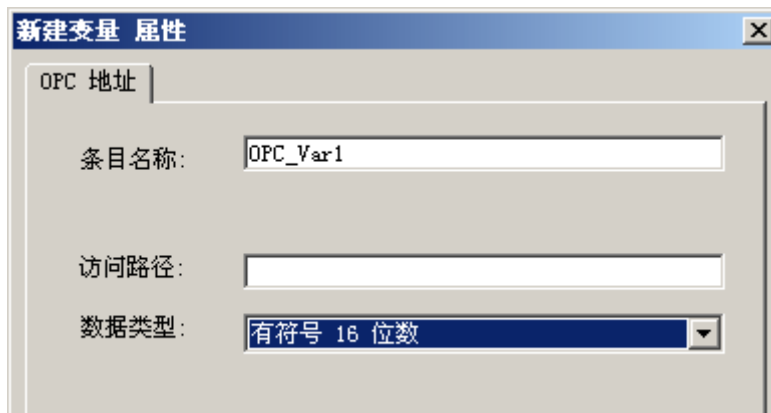 新建变量 属性
OPC 地址
条目名称: OPC_Var1
访问路径:
数据类型: 有符号 16 位数